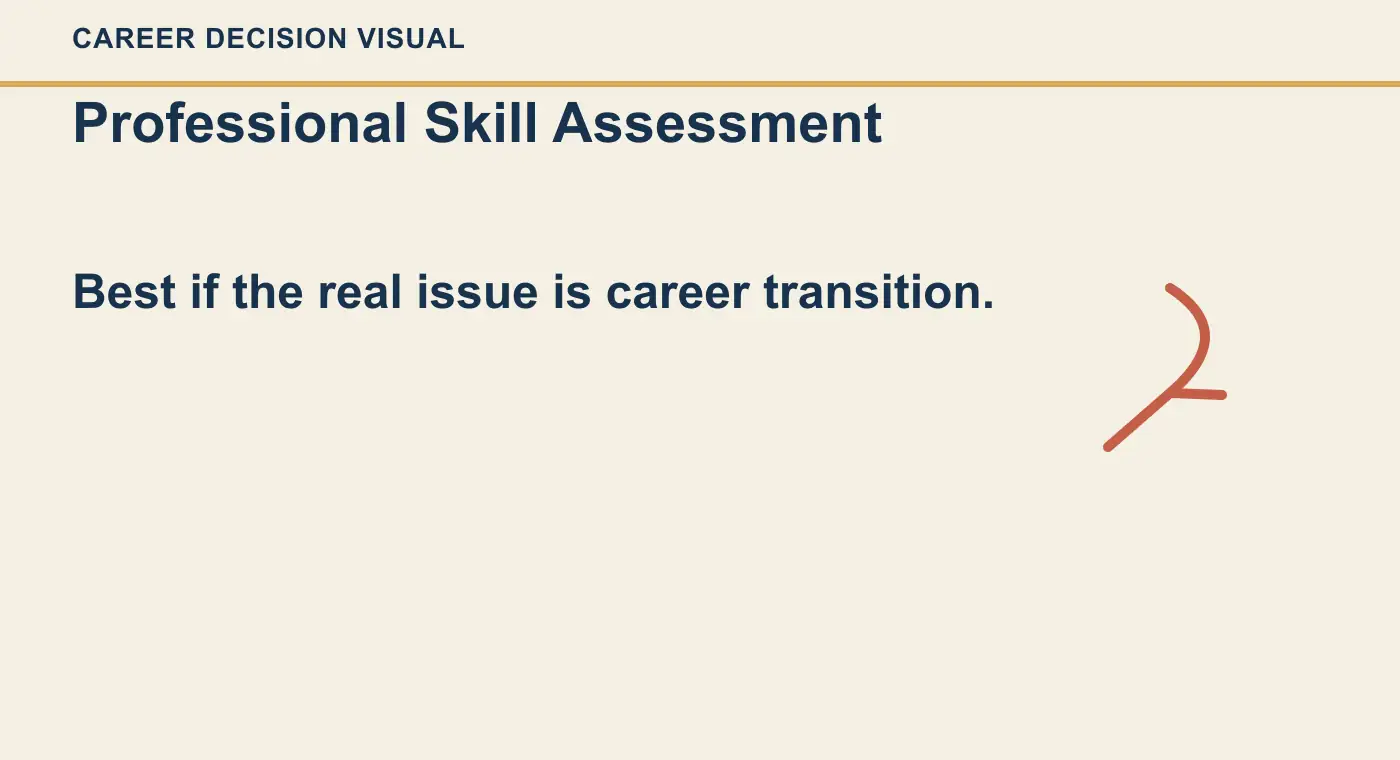 CAREER DECISION VISUAL
Professional Skill Assessment
Best if the real issue is career transition.